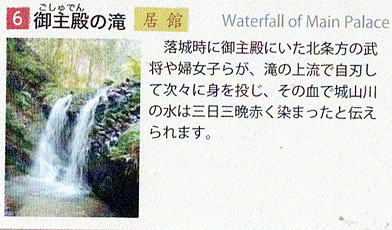 ごしゅでん
6 御主殿の滝 居館 Waterfall of Main Palace
落城時に御主殿にいた北条方の武
将や婦女子らが、滝の上流で自刃し
て次々に身を投じ、その血で城山川
の水は三日三晩赤く染まったと伝え
られます。